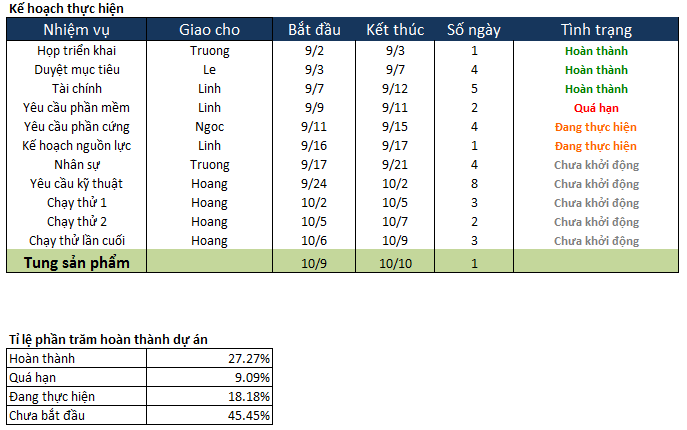 Kế hoạch thực hiện
Nhiệm vụ Giao cho Bắt đầu Kết thúc Số ngày Tình trạng
Họp triển khai Truong 9/2 9/3 1 Hoàn thành
Duyệt mục tiêu Le 9/3 9/7 4 Hoàn thành
Tài chính Linh 9/7 9/12 5 Hoàn thành
Yêu cầu phần mềm Linh 9/9 9/11 2 Quá hạn
Yêu cầu phần cứng Ngoc 9/11 9/15 4 Đang thực hiện
Kế hoạch nguồn lực Linh 9/16 9/17 1 Đang thực hiện
Nhân sự Truong 9/17 9/21 4 Chưa khởi động
Yêu cầu kỹ thuật Hoang 9/24 10/2 8 Chưa khởi động
Chạy thử 1 Hoang 10/2 10/5 3 Chưa khởi động
Chạy thử 2 Hoang 10/5 10/7 2 Chưa khởi động
Chạy thử lần cuối Hoang 10/6 10/9 3 Chưa khởi động
Tung sản phẩm 10/9 10/10 1
Tỉ lệ phần trăm hoàn thành dự án
Hoàn thành 27.27%
Quá hạn 9.09%
Đang thực hiện 18.18%
Chưa bắt đầu 45.45%